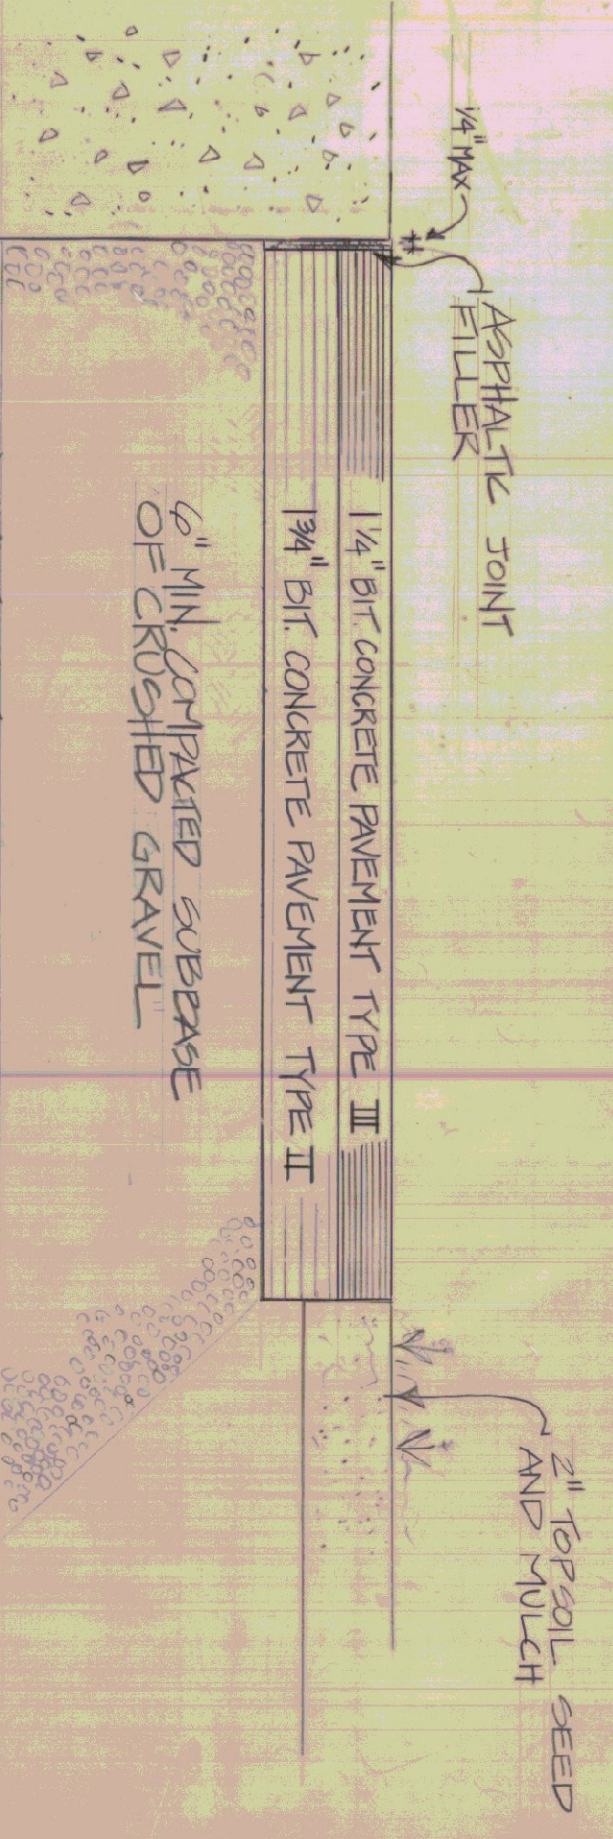 1/4" MAX
ASPHALTIC JOINT
FILLER
2" TOPSOIL SEED
AND MULCH
1 1/4" BIT. CONCRETE PAVEMENT TYPE III
1 3/4" BIT. CONCRETE PAVEMENT TYPE II
6" MIN. COMPACTED SUBBASE
OF CRUSHED GRAVEL